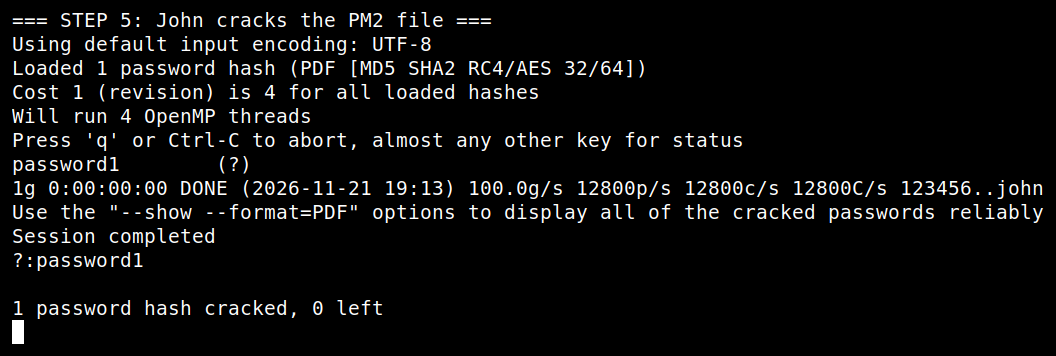 === STEP 5: John cracks the PM2 file ===
Using default input encoding: UTF-8
Loaded 1 password hash (PDF [MD5 SHA2 RC4/AES 32/64])
Cost 1 (revision) is 4 for all loaded hashes
Will run 4 OpenMP threads
Press 'q' or Ctrl-C to abort, almost any other key for status
password1        (?)
1g 0:00:00:00 DONE (2026-11-21 19:13) 100.0g/s 12800p/s 12800c/s 12800C/s 123456..john
Use the "--show --format=PDF" options to display all of the cracked passwords reliably
Session completed
?:password1

1 password hash cracked, 0 left